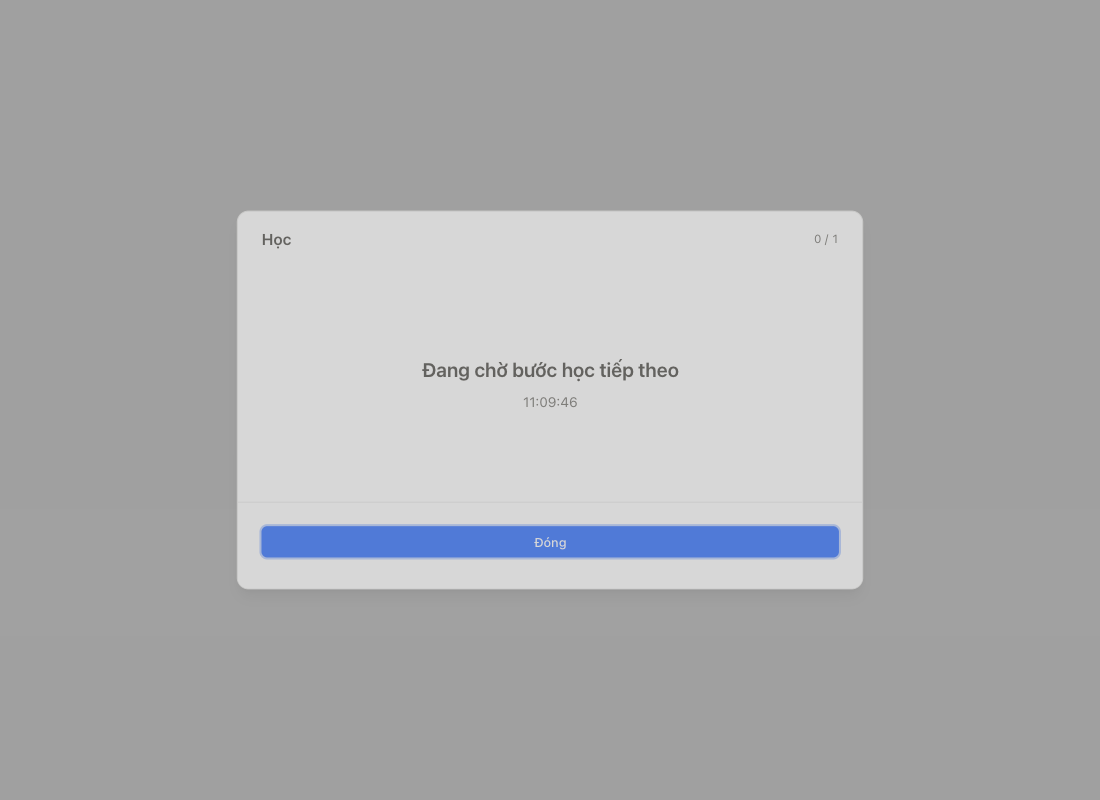 Học
0 / 1
Đang chờ bước học tiếp theo
11:09:46
Đóng